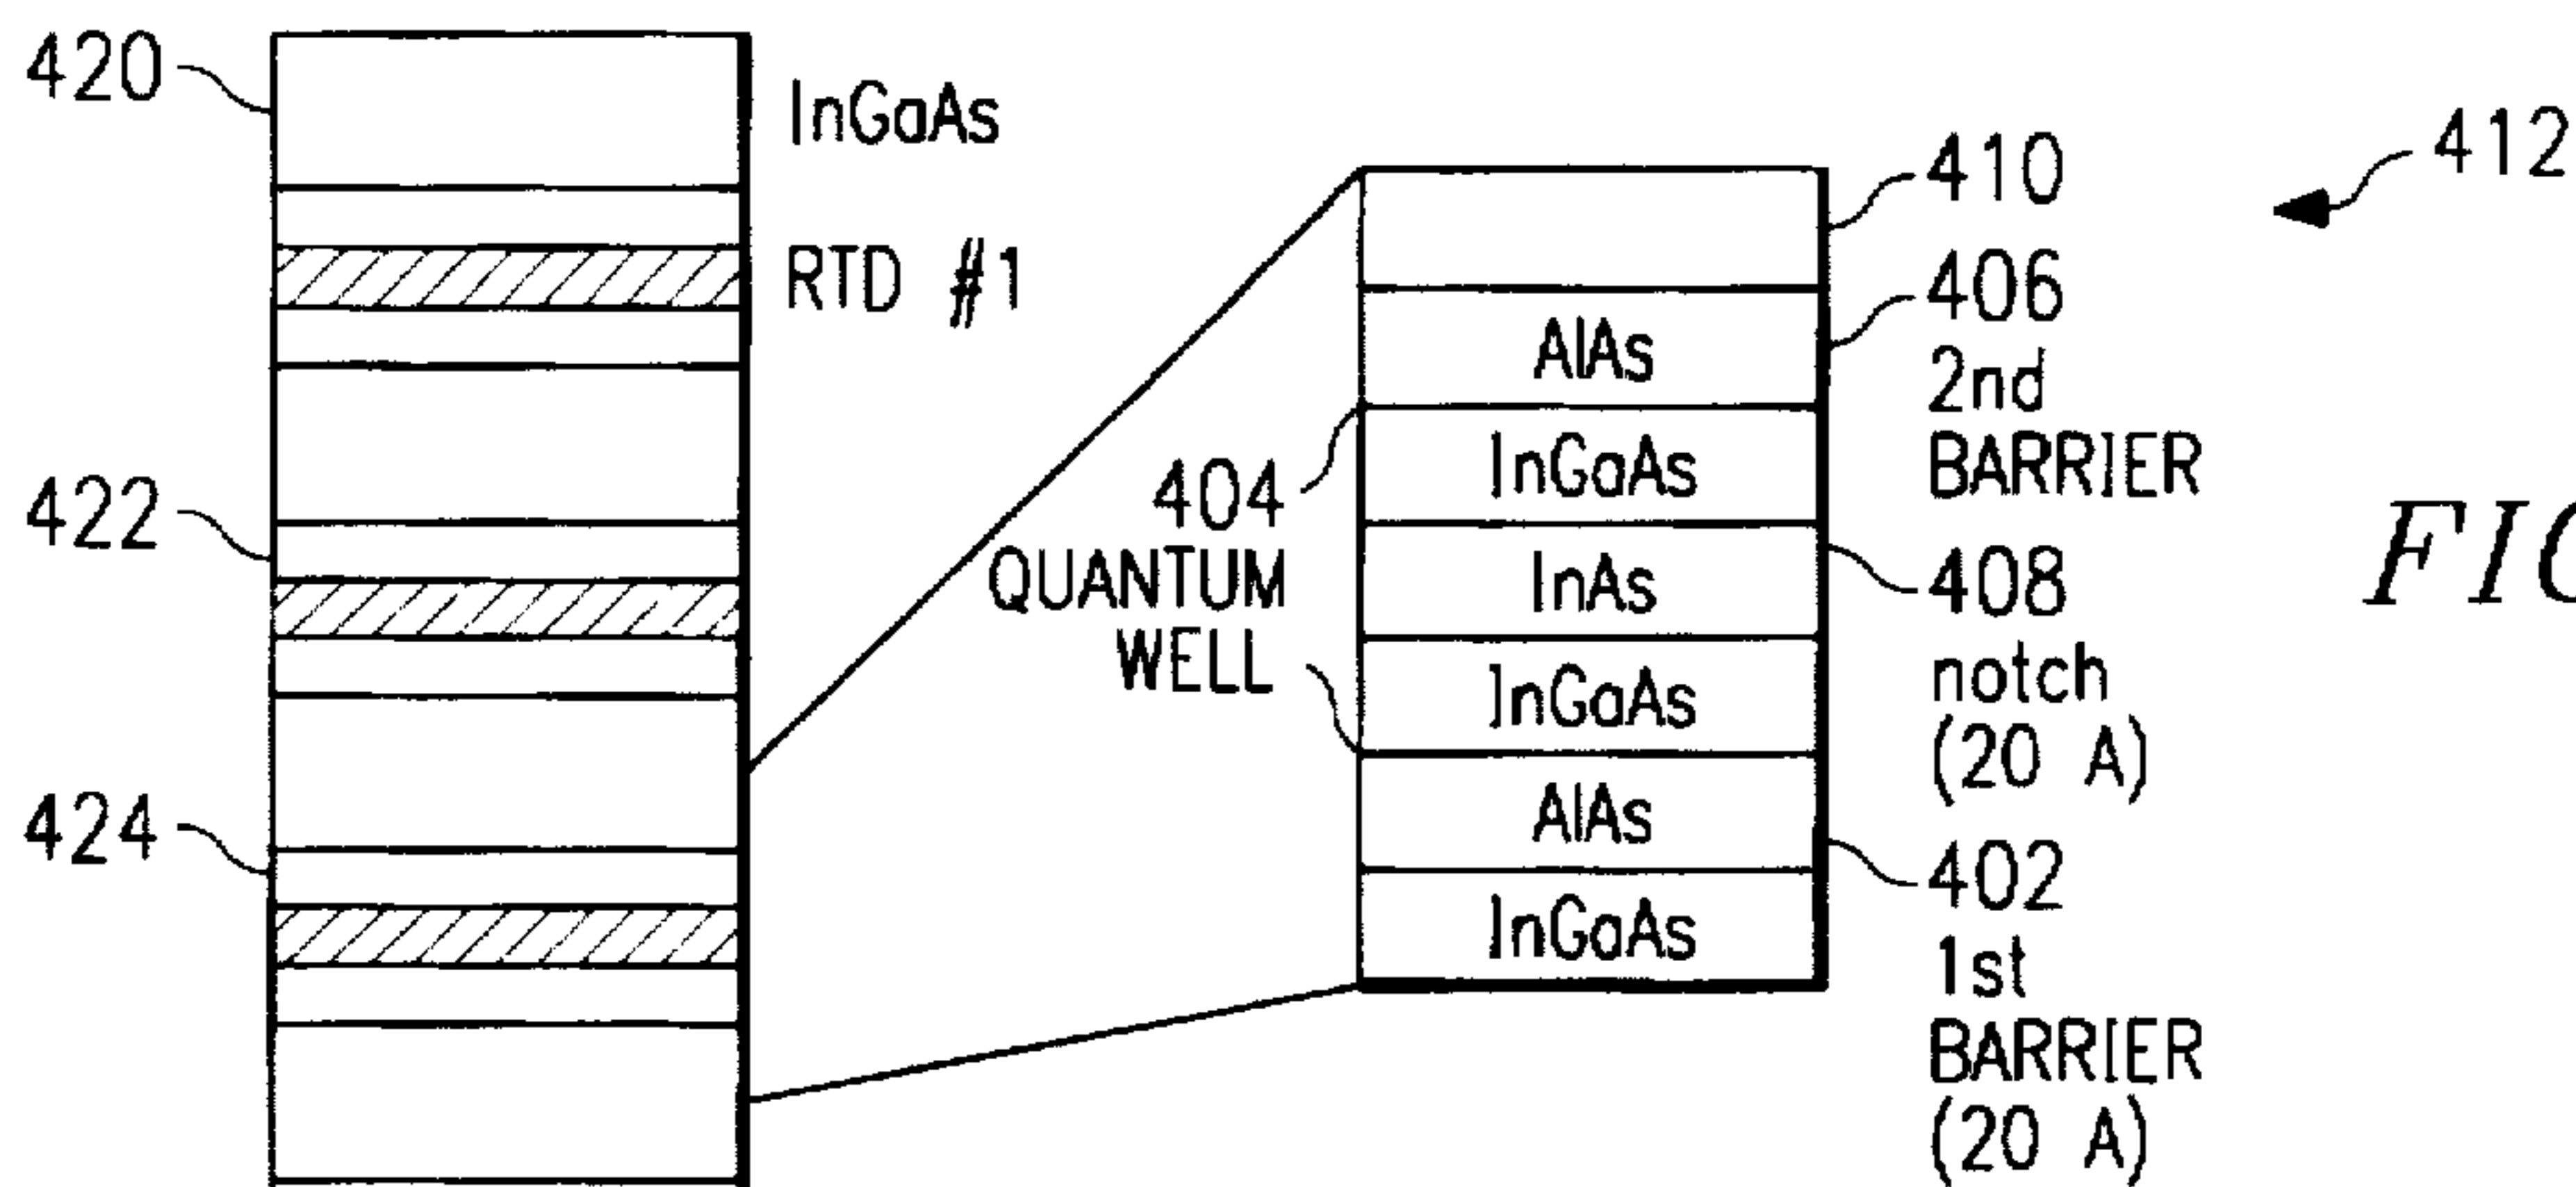 420
InGaAs
RTD #1
422
424
410
412
406
2nd
BARRIER
AlAs
InGaAs
404
QUANTUM
WELL
InAs
408
notch
(20 A)
InGaAs
AlAs
402
1st
BARRIER
(20 A)
InGaAs
FIG